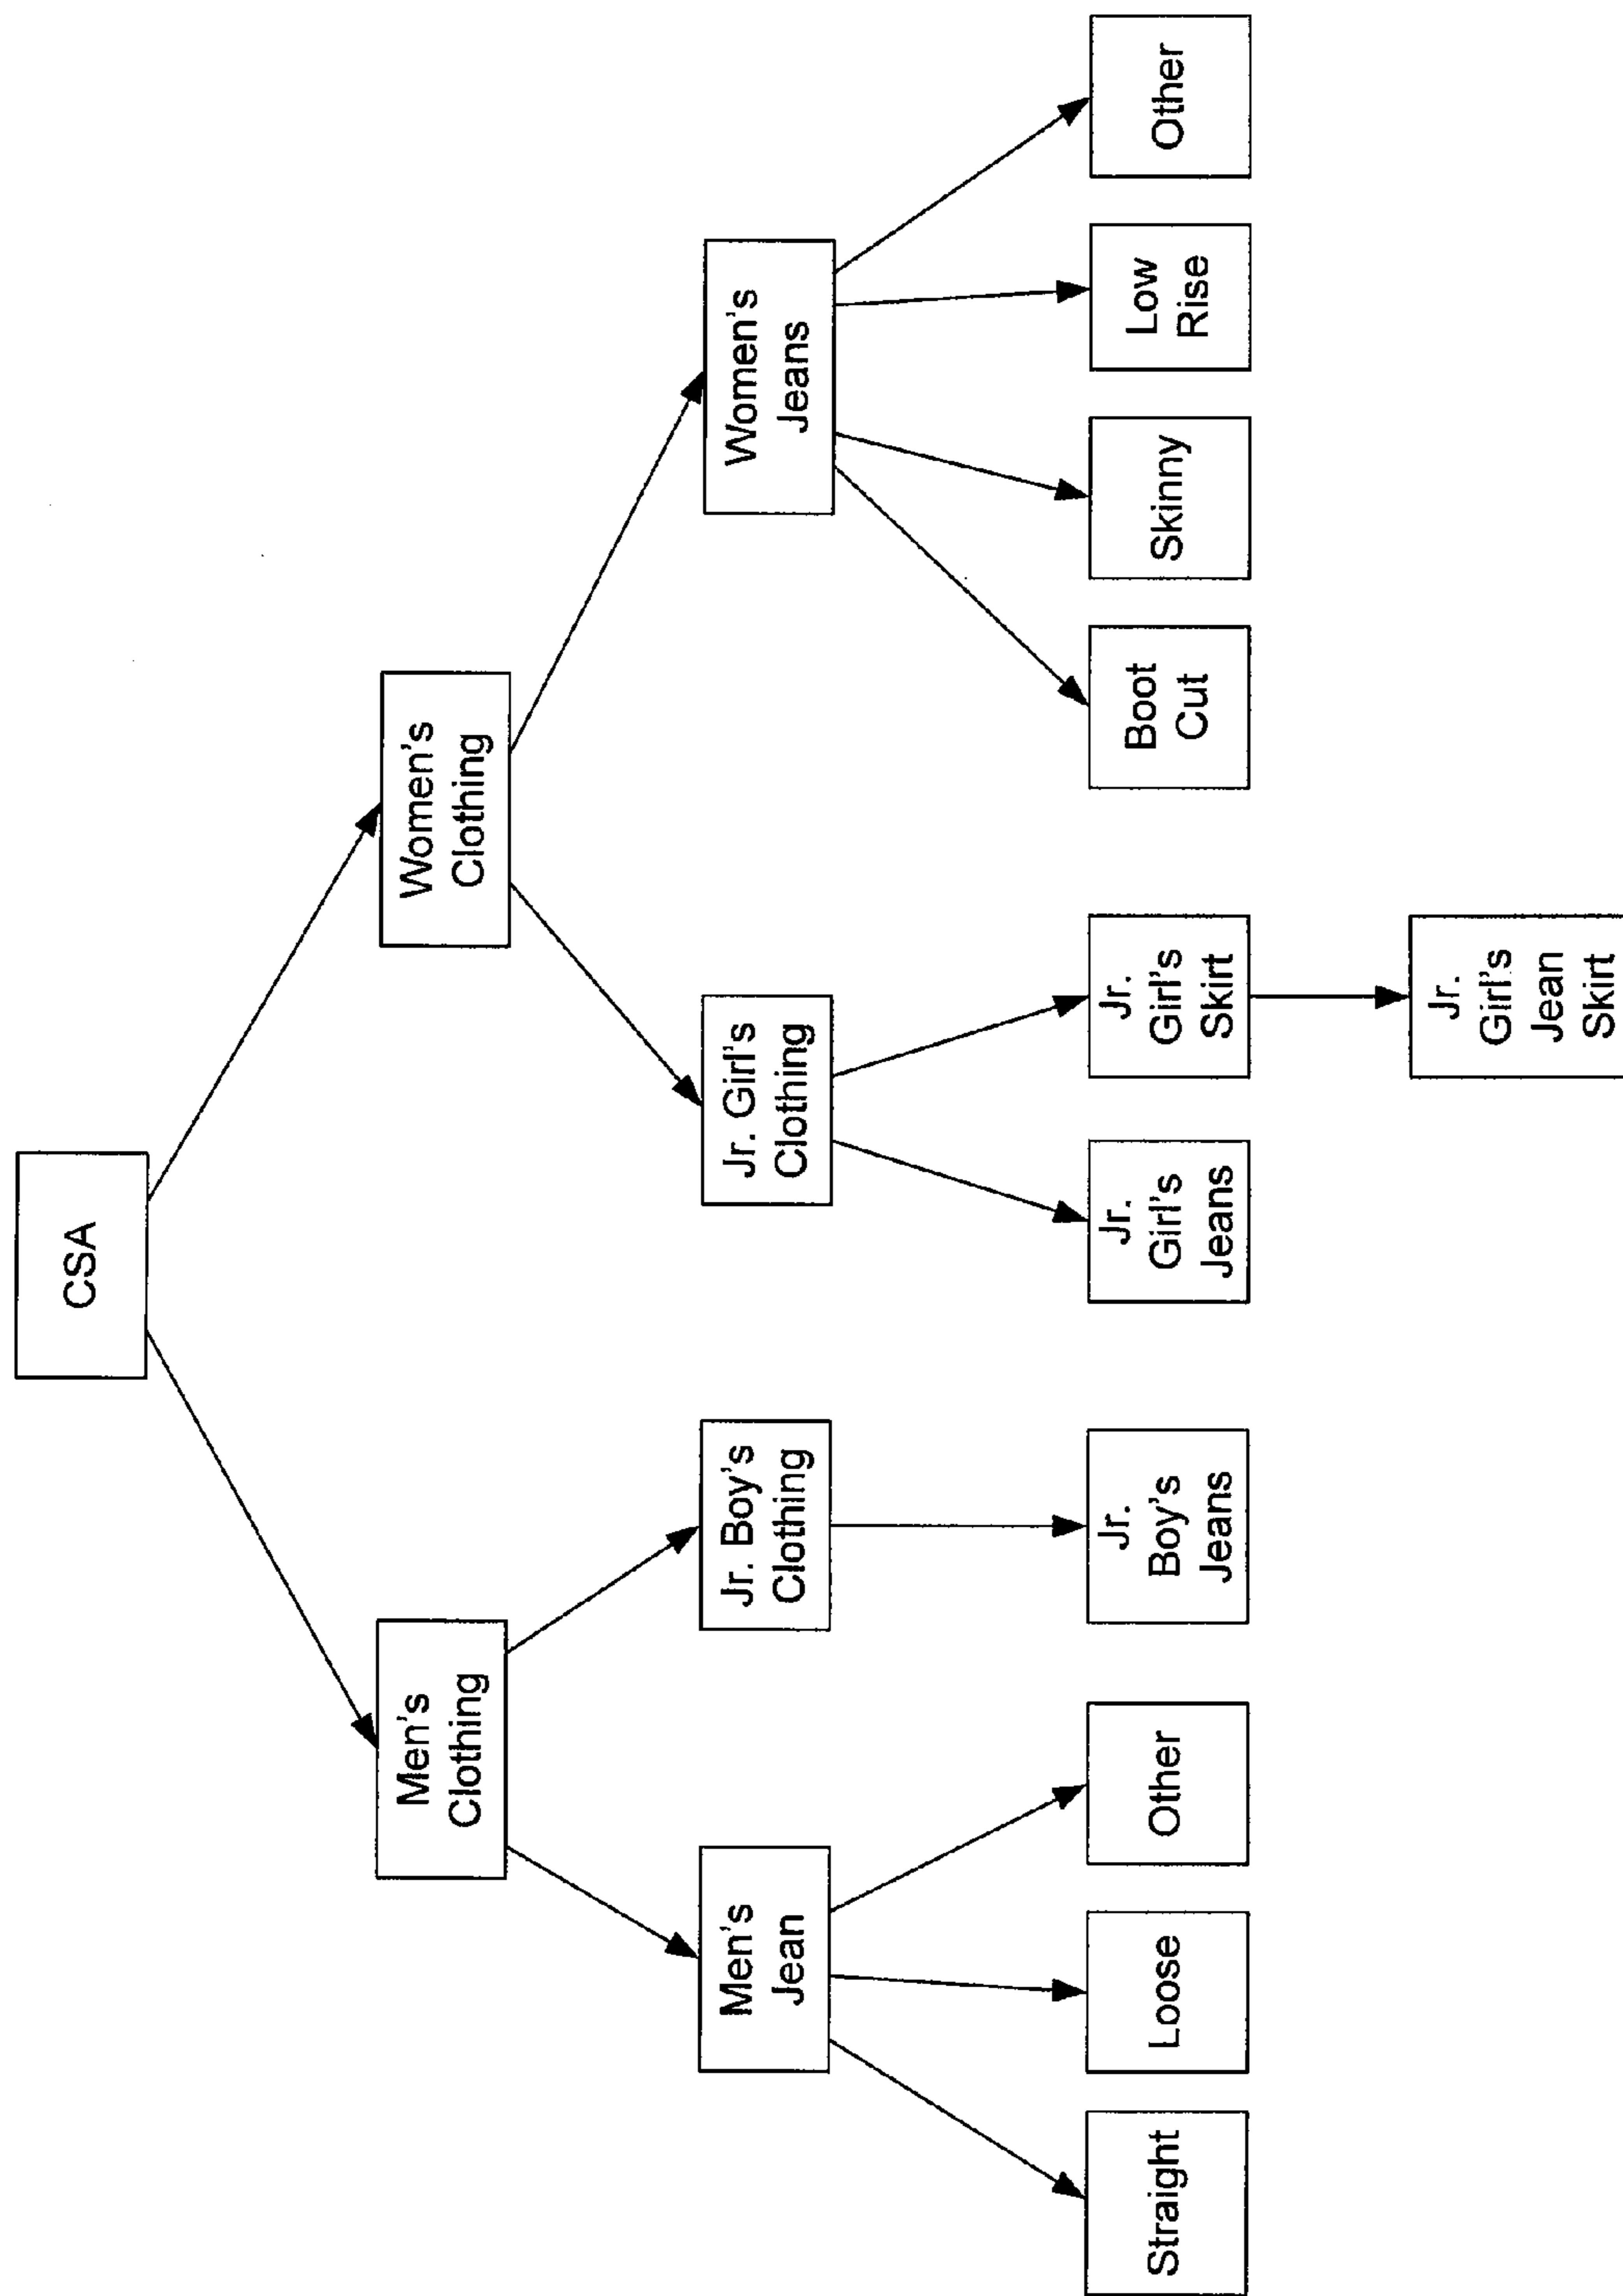 CSA
Men's
Clothing
Women's
Clothing
Men's
Jean
Jr. Boy's
Clothing
Jr. Girl's
Clothing
Women's
Jeans
Straight
Loose
Other
Jr.
Boy's
Jeans
Jr.
Girl's
Jeans
Jr.
Girl's
Skirt
Boot
Cut
Skinny
Low
Rise
Other
Jr.
Girl's
Jean
Skirt